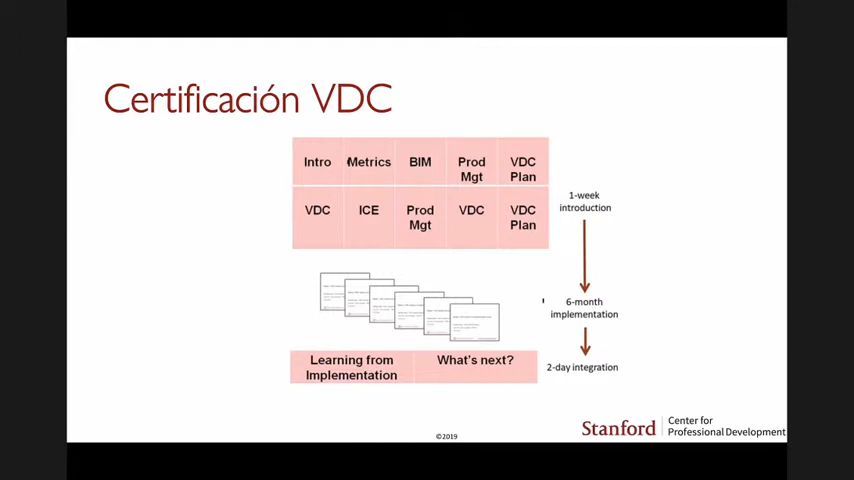 Certificación VDC
Intro Metrics BIM Prod Mgt VDC Plan
VDC ICE Prod Mgt VDC VDC Plan
1-week
introduction
6-month
implementation
Learning from
Implementation
What's next?
2-day integration
©2019
Stanford
Center for
Professional Development